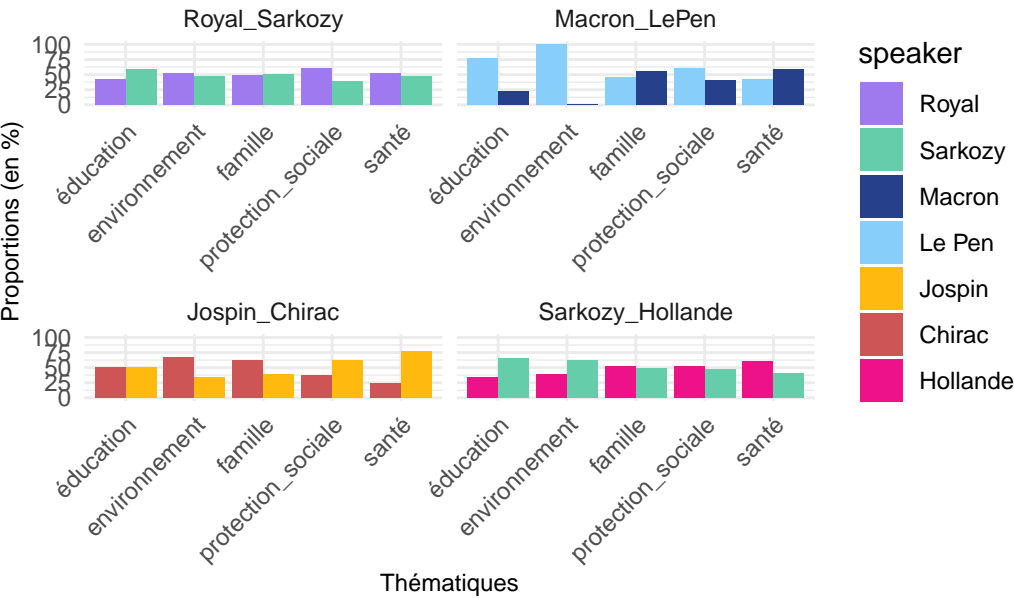 Royal_Sarkozy
Macron_LePen
100
75
50
25
0
éducation
environnement
famille
protection_sociale
santé
éducation
environnement
famille
protection_sociale
santé
Proportions (en %)
Jospin_Chirac
Sarkozy_Hollande
100
75
50
25
0
éducation
environnement
famille
protection_sociale
santé
éducation
environnement
famille
protection_sociale
santé
Thématiques
speaker
Royal
Sarkozy
Macron
Le Pen
Jospin
Chirac
Hollande